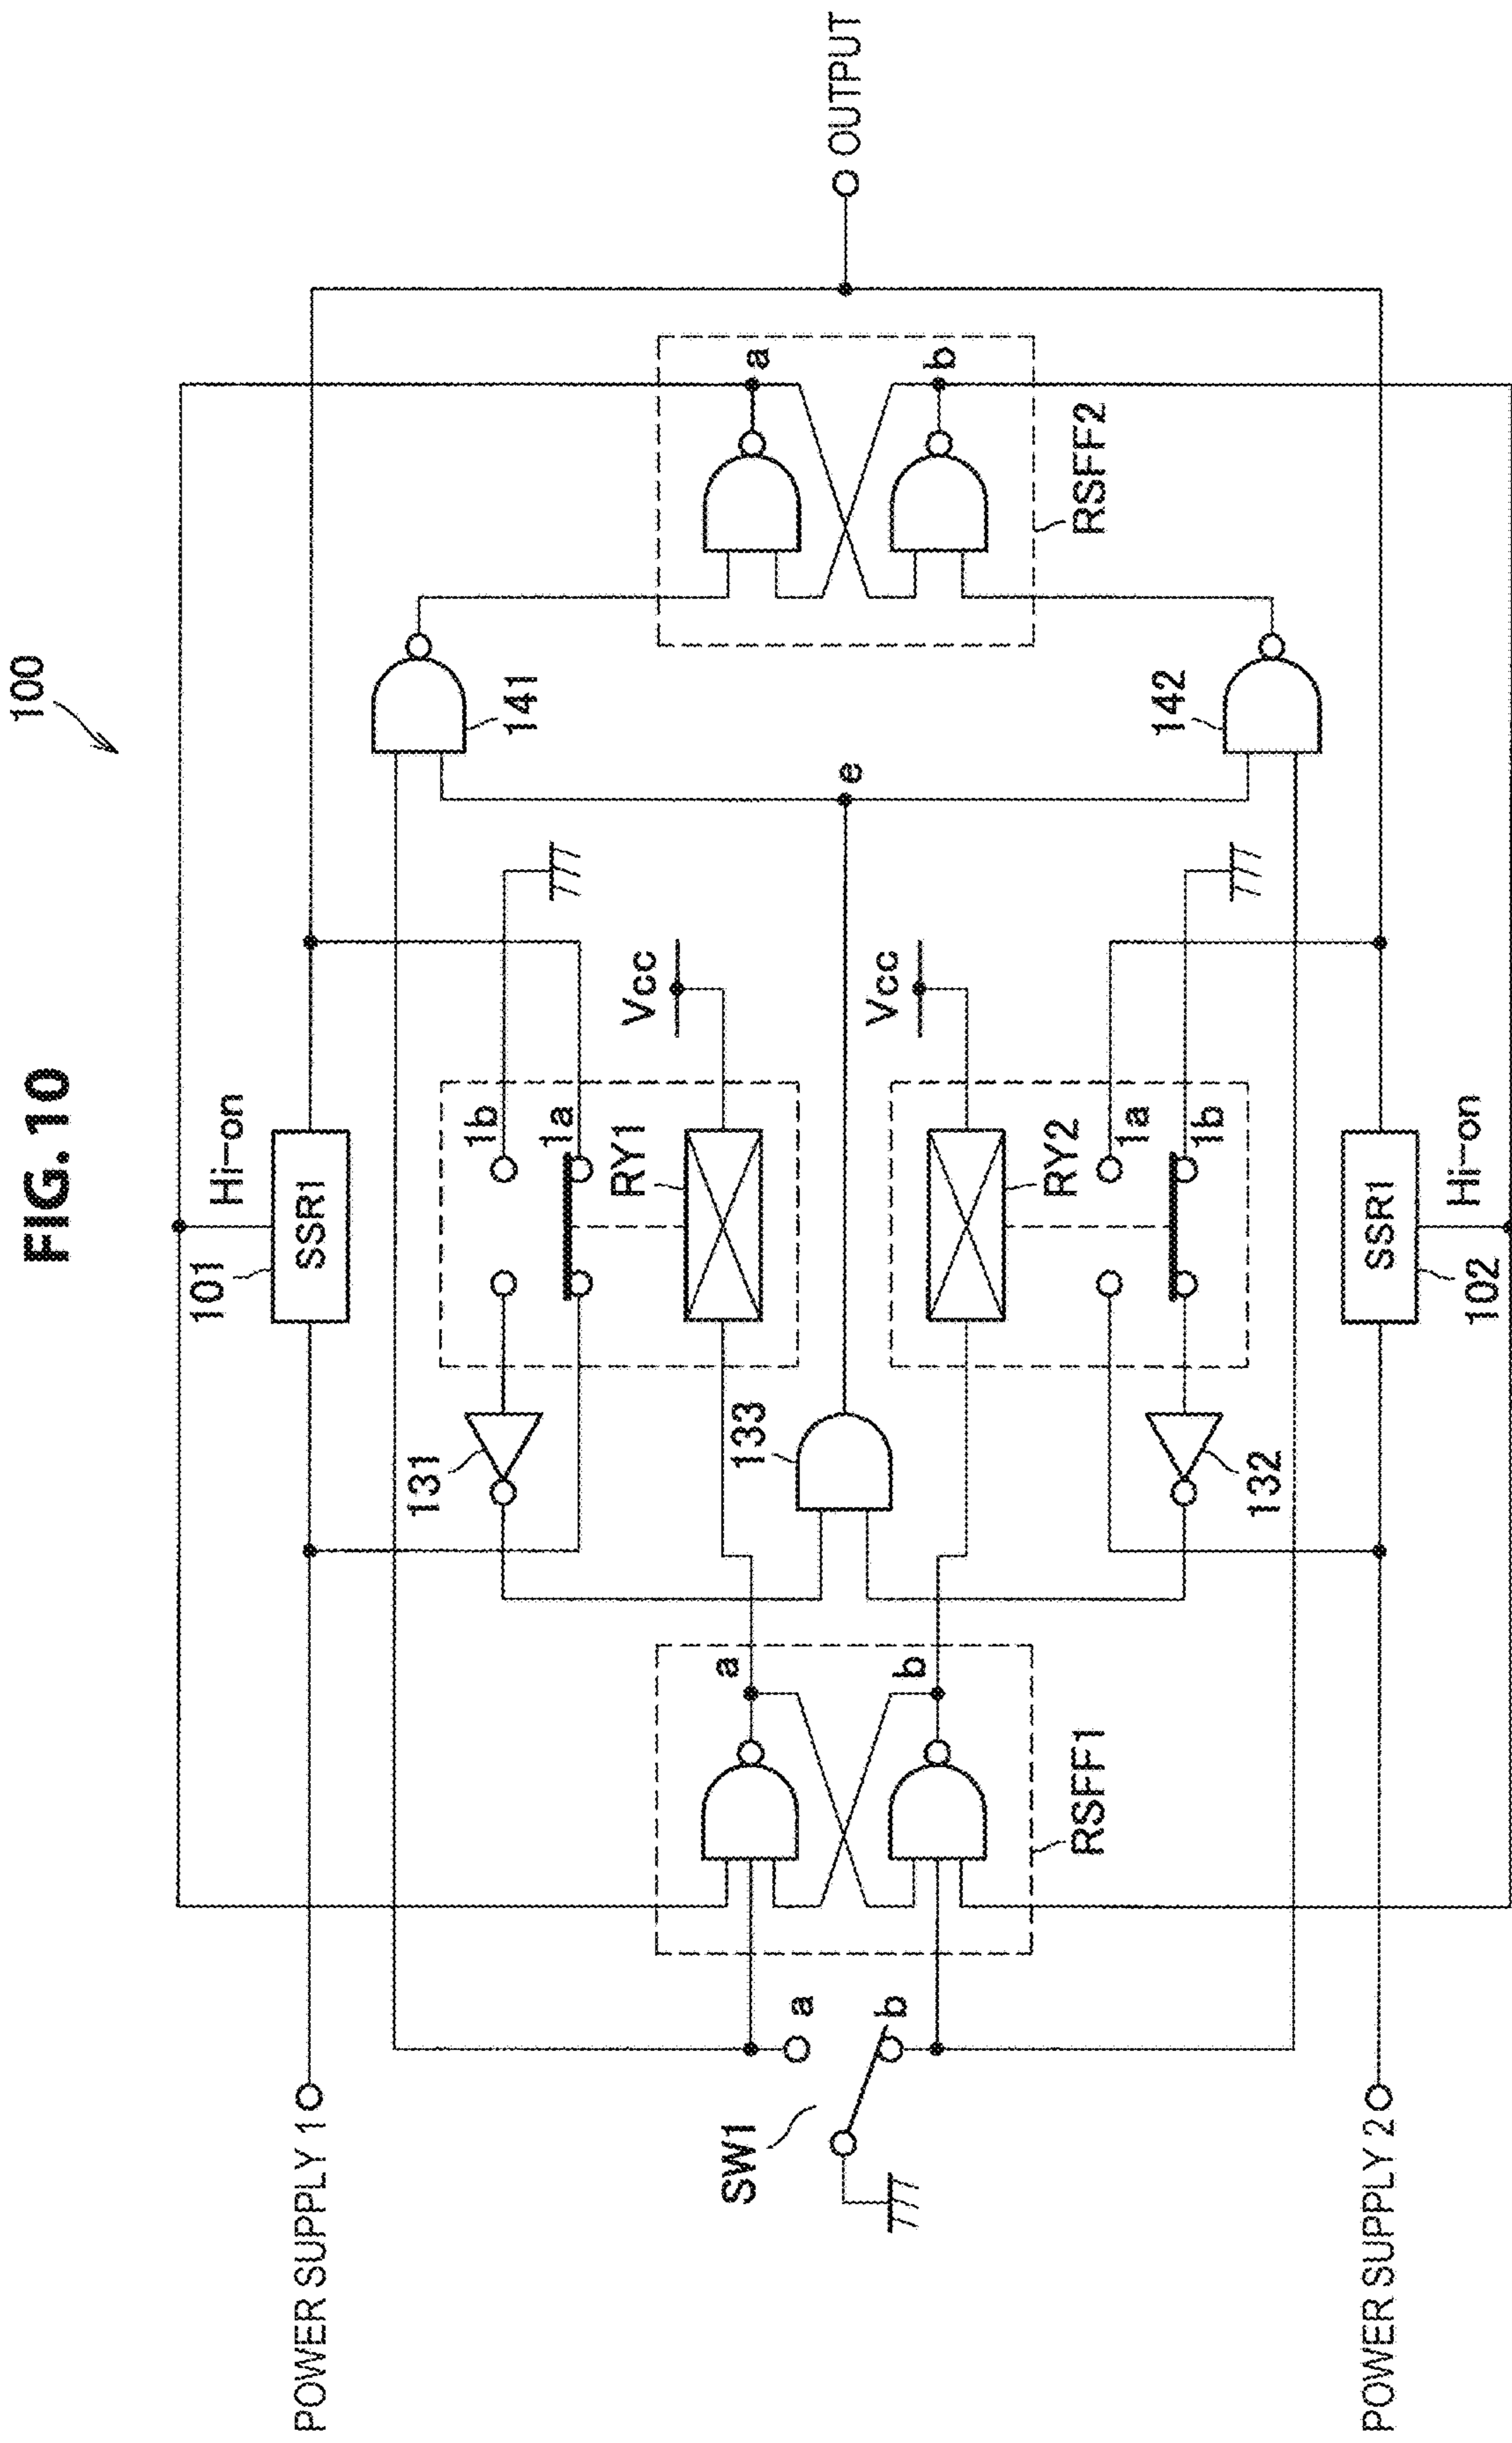 FIG. 10
100
POWER SUPPLY 1
101
SSR1
Hi-on
131
1b
1a
RY1
Vcc
141
SW1
a
b
a
b
RSFF1
133
e
a
b
RSFF2
OUTPUT
Vcc
RY2
1a
1b
132
142
POWER SUPPLY 2
102
SSR1
Hi-on